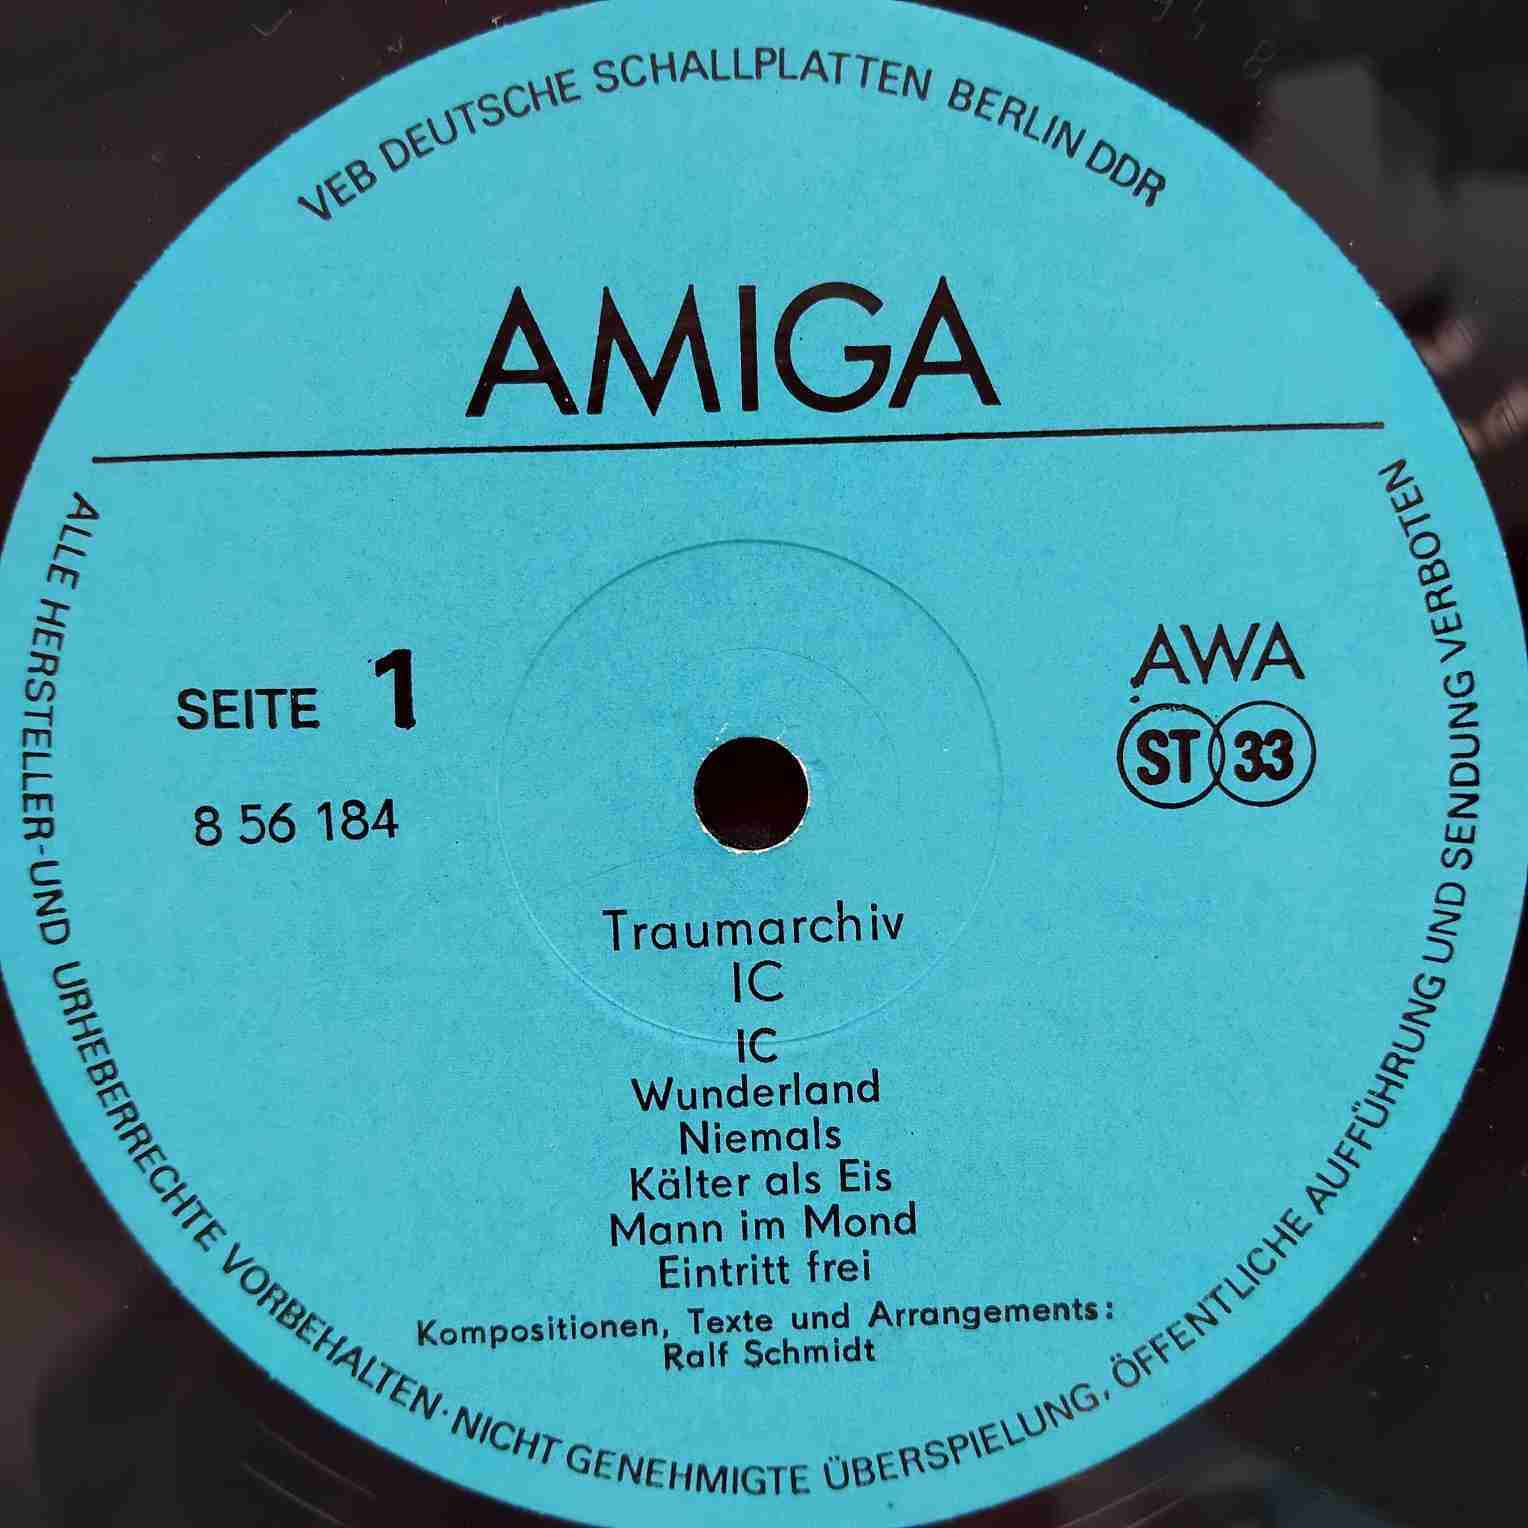 VEB DEUTSCHE SCHALLPLATTEN BERLIN DDR
AMIGA
SEITE 1
8 56 184
AWA
ST 33
Traumarchiv
IC
IC
Wunderland
Niemals
Kälter als Eis
Mann im Mond
Eintritt frei
Kompositionen, Texte und Arrangements:
Ralf Schmidt
ALLE HERSTELLER-UND URHEBERRECHTE VORBEHALTEN·NICHT GENEHMIGTE ÜBERSPIELUNG, ÖFFENTLICHE AUFFÜHRUNG UND SENDUNG VERBOTEN